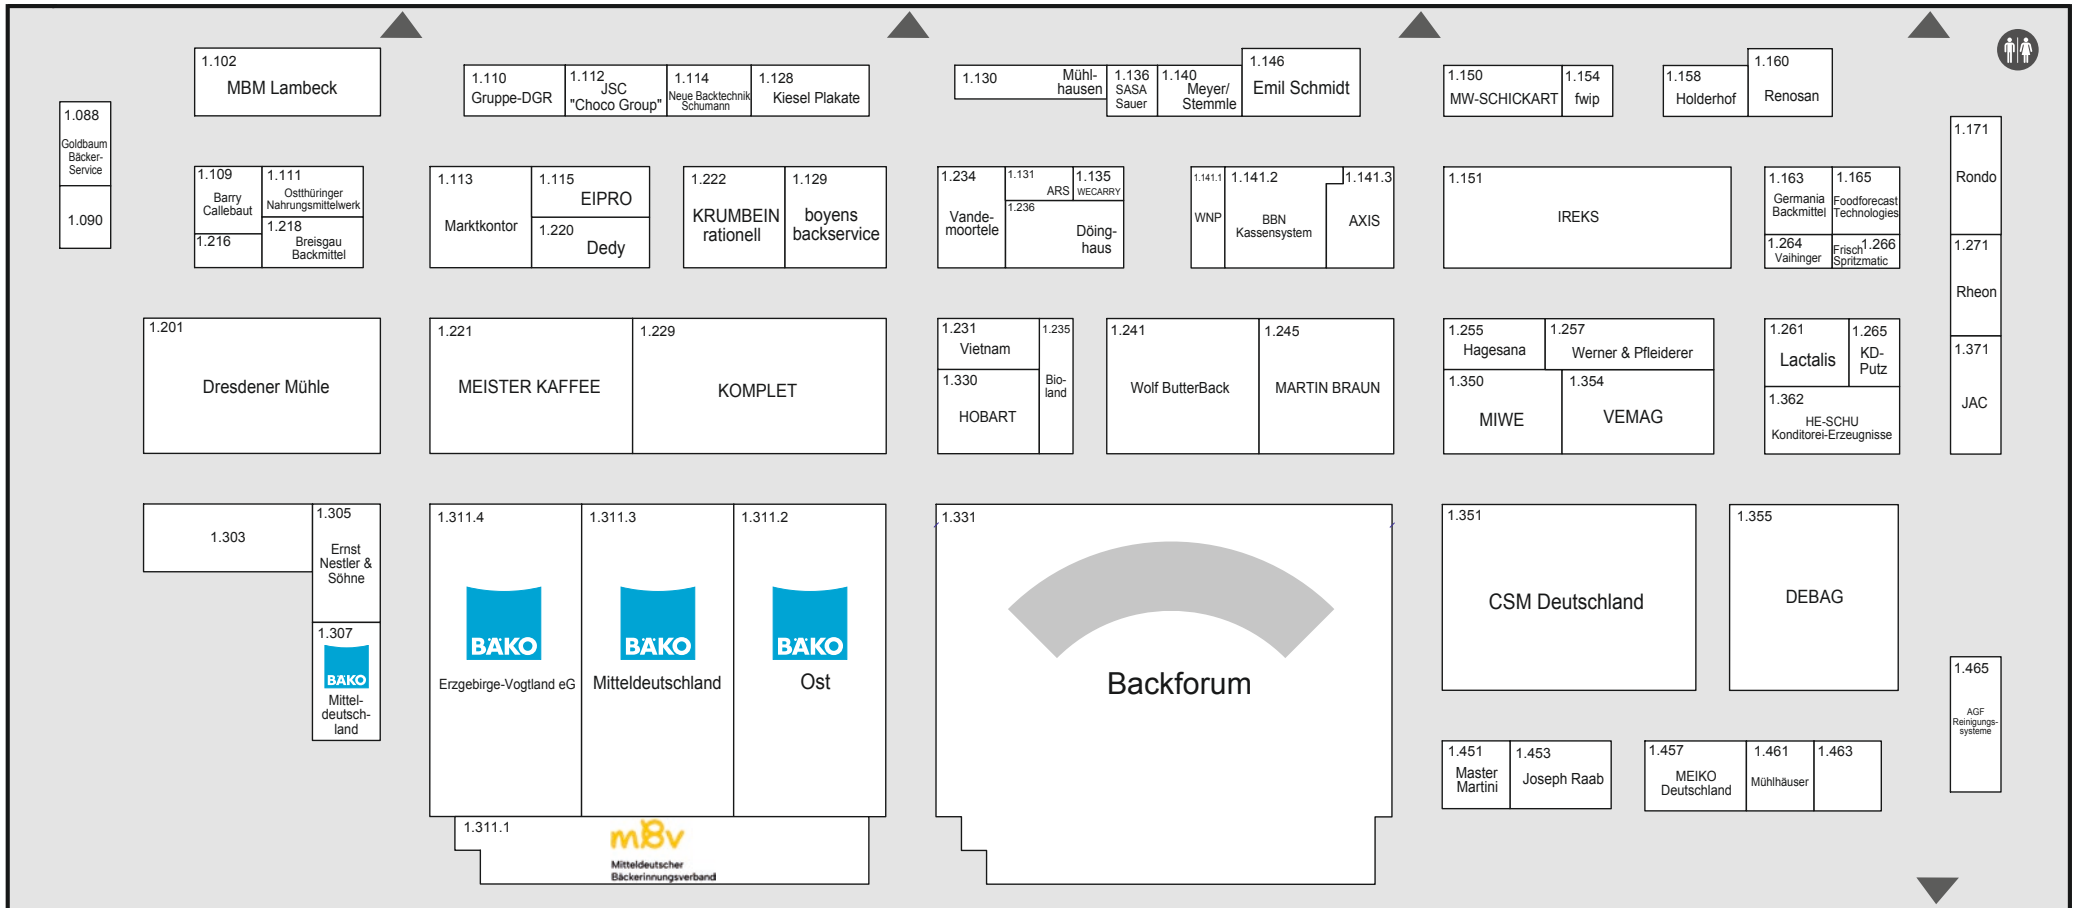 1.102
MBM Lambeck
1.110
Gruppe-DGR
1.112
JSC
"Choco Group"
1.114
Neue Backtechnik
Schumann
1.128
Kiesel Plakate
1.130
Mühl-
hausen
1.136
SASA
Sauer
1.140
Meyer/
Stemmle
1.146
Emil Schmidt
1.150
MW-SCHICKART
1.154
fwip
1.158
Holderhof
1.160
Renosan
1.088
Goldbaum
Bäcker-
Service
1.090
1.109
Barry
Callebaut
1.111
Ostthüringer
Nahrungsmittelwerk
1.216
1.218
Breisgau
Backmittel
1.113
Marktkontor
1.115
EIPRO
1.220
Dedy
1.222
KRUMBEIN
rationell
1.129
boyens
backservice
1.234
Vande-
moortele
1.131
ARS
1.135
WECARRY
1.236
Döing-
haus
1.141.1
WNP
1.141.2
BBN
Kassensystem
1.141.3
AXIS
1.151
IREKS
1.163
Germania
Backmittel
1.165
Foodforecast
Technologies
1.264
Vaihinger
1.266
Frisch
Spritzmatic
1.171
Rondo
1.271
Rheon
1.371
JAC
1.201
Dresdener Mühle
1.221
MEISTER KAFFEE
1.229
KOMPLET
1.231
Vietnam
1.330
HOBART
1.235
Bio-
land
1.241
Wolf ButterBack
1.245
MARTIN BRAUN
1.255
Hagesana
1.257
Werner & Pfleiderer
1.350
MIWE
1.354
VEMAG
1.261
Lactalis
1.265
KD-
Putz
1.362
HE-SCHU
Konditorei-Erzeugnisse
1.303
1.305
Ernst
Nestler &
Söhne
1.307
BÄKO
Mittel-
deutsch-
land
1.311.4
BÄKO
Erzgebirge-Vogtland eG
1.311.3
BÄKO
Mitteldeutschland
1.311.2
BÄKO
Ost
1.311.1
mBv
Mitteldeutscher
Bäckerinnungsverband
1.331
Backforum
1.351
CSM Deutschland
1.355
DEBAG
1.451
Master
Martini
1.453
Joseph Raab
1.457
MEIKO
Deutschland
1.461
Mühlhäuser
1.463
1.465
AGF
Reinigungs-
systeme